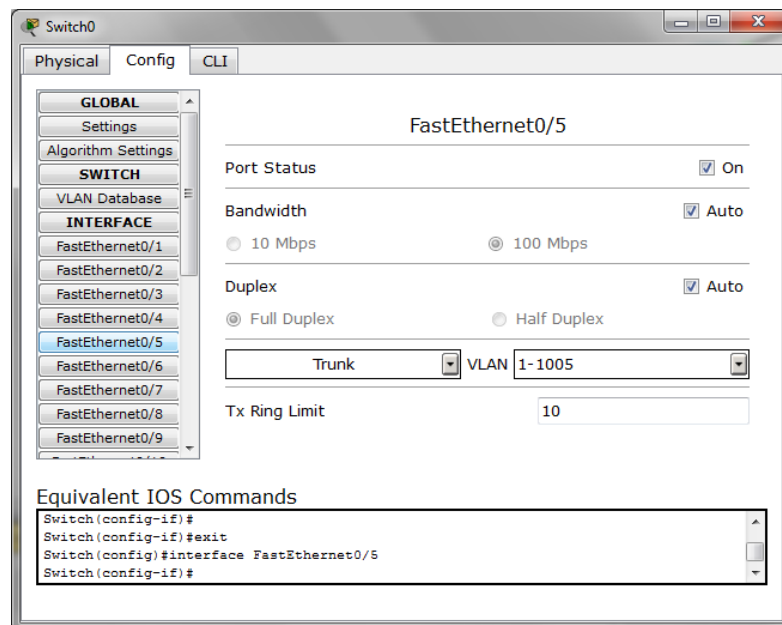 Switch0
Physical Config CLI
GLOBAL
Settings
Algorithm Settings
SWITCH
VLAN Database
INTERFACE
FastEthernet0/1
FastEthernet0/2
FastEthernet0/3
FastEthernet0/4
FastEthernet0/5
FastEthernet0/6
FastEthernet0/7
FastEthernet0/8
FastEthernet0/9
FastEthernet0/5
Port Status On
Bandwidth Auto
10 Mbps 100 Mbps
Duplex Auto
Full Duplex Half Duplex
Trunk VLAN 1-1005
Tx Ring Limit 10
Equivalent IOS Commands
Switch(config-if)#
Switch(config-if)#exit
Switch(config)#interface FastEthernet0/5
Switch(config-if)#